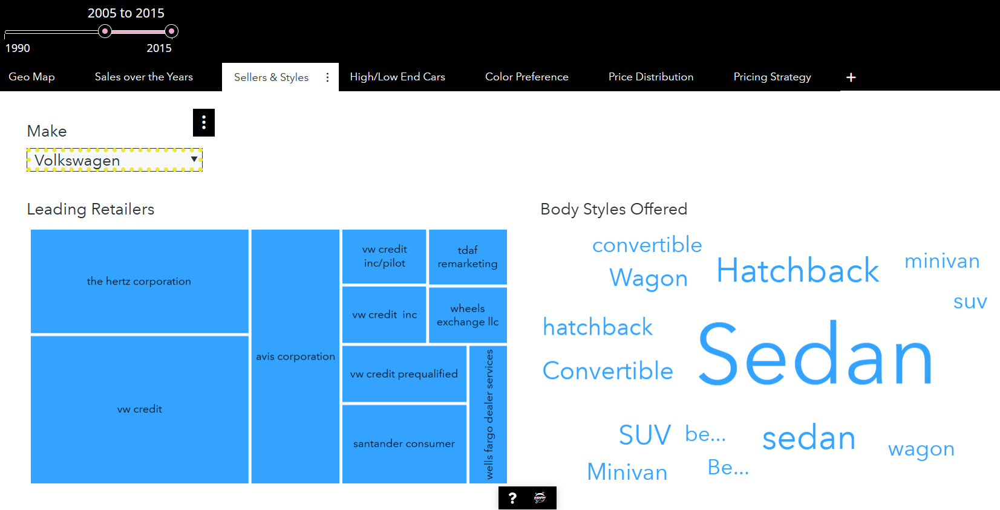 2005 to 2015
1990
2015
Geo Map
Sales over the Years
Sellers & Styles
High/Low End Cars
Color Preference
Price Distribution
Pricing Strategy
+
Make
Volkswagen
Leading Retailers
the hertz corporation
vw credit
avis corporation
vw credit
inc/pilot
tdaf
remarketing
vw credit  inc
wheels
exchange llc
vw credit prequalified
santander consumer
wells fargo dealer services
Body Styles Offered
convertible
Wagon
Hatchback
minivan
suv
hatchback
Convertible
Sedan
SUV
be...
sedan
wagon
Minivan
Be...
?
jupyter